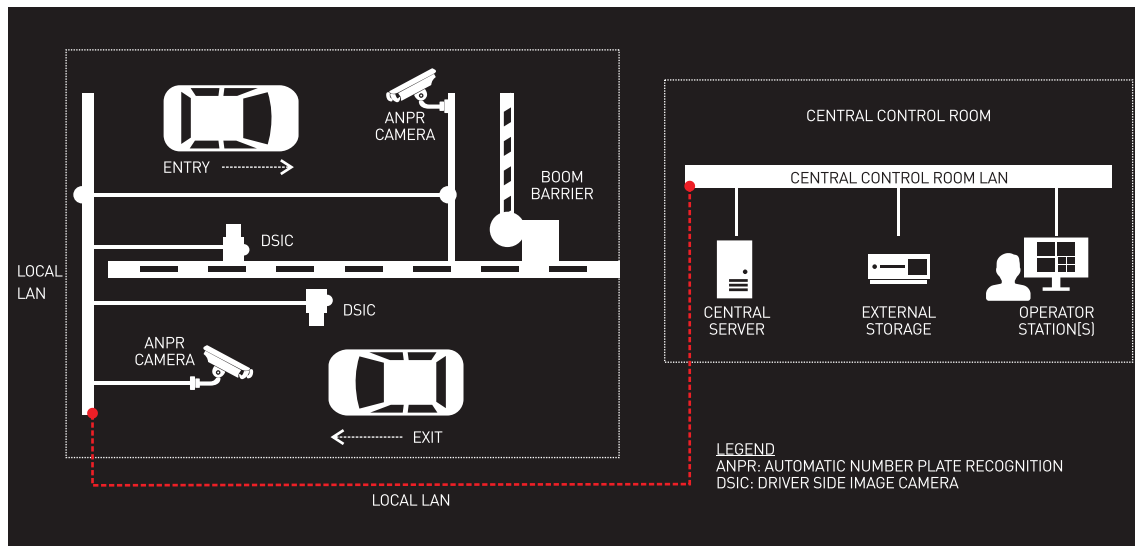 ANPR
CAMERA
ENTRY
BOOM
BARRIER
DSIC
LOCAL
LAN
DSIC
ANPR
CAMERA
EXIT
LOCAL LAN
CENTRAL CONTROL ROOM
CENTRAL CONTROL ROOM LAN
CENTRAL
SERVER
EXTERNAL
STORAGE
OPERATOR
STATION(S)
LEGEND
ANPR: AUTOMATIC NUMBER PLATE RECOGNITION
DSIC: DRIVER SIDE IMAGE CAMERA